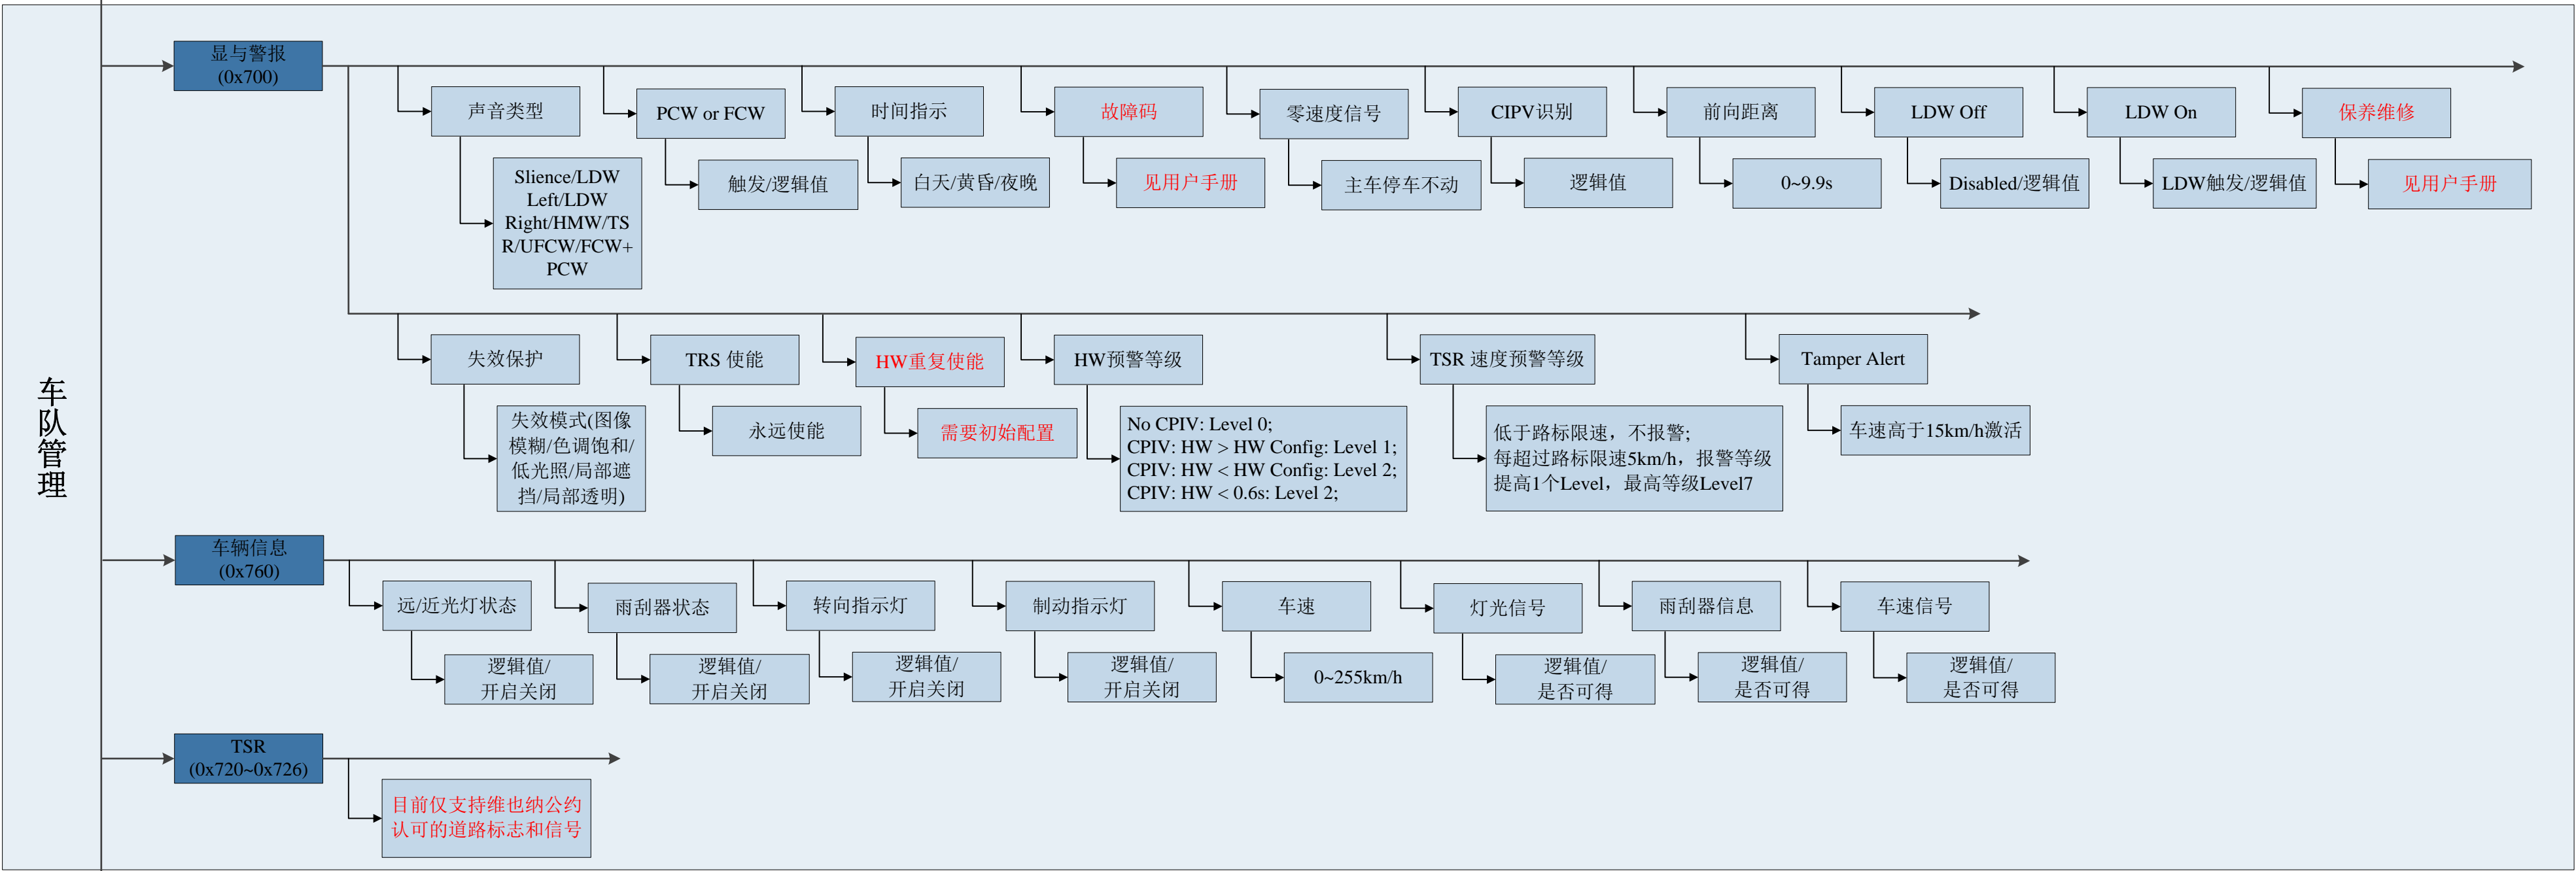 车队管理
显与警报
(0x700)
声音类型
Slience/LDW
Left/LDW
Right/HMW/TS
R/UFCW/FCW+
PCW
PCW or FCW
触发/逻辑值
时间指示
白天/黄昏/夜晚
故障码
见用户手册
零速度信号
主车停车不动
CIPV识别
逻辑值
前向距离
0~9.9s
LDW Off
Disabled/逻辑值
LDW On
LDW触发/逻辑值
保养维修
见用户手册
失效保护
失效模式(图像
模糊/色调饱和/
低光照/局部遮
挡/局部透明)
TRS 使能
永远使能
HW重复使能
需要初始配置
HW预警等级
No CPIV: Level 0;
CPIV: HW > HW Config: Level 1;
CPIV: HW < HW Config: Level 2;
CPIV: HW < 0.6s: Level 2;
TSR 速度预警等级
低于路标限速，不报警;
每超过路标限速5km/h，报警等级
提高1个Level，最高等级Level7
Tamper Alert
车速高于15km/h激活
车辆信息
(0x760)
远/近光灯状态
逻辑值/
开启关闭
雨刮器状态
逻辑值/
开启关闭
转向指示灯
逻辑值/
开启关闭
制动指示灯
逻辑值/
开启关闭
车速
0~255km/h
灯光信号
逻辑值/
是否可得
雨刮器信息
逻辑值/
是否可得
车速信号
逻辑值/
是否可得
TSR
(0x720~0x726)
目前仅支持维也纳公约
认可的道路标志和信号